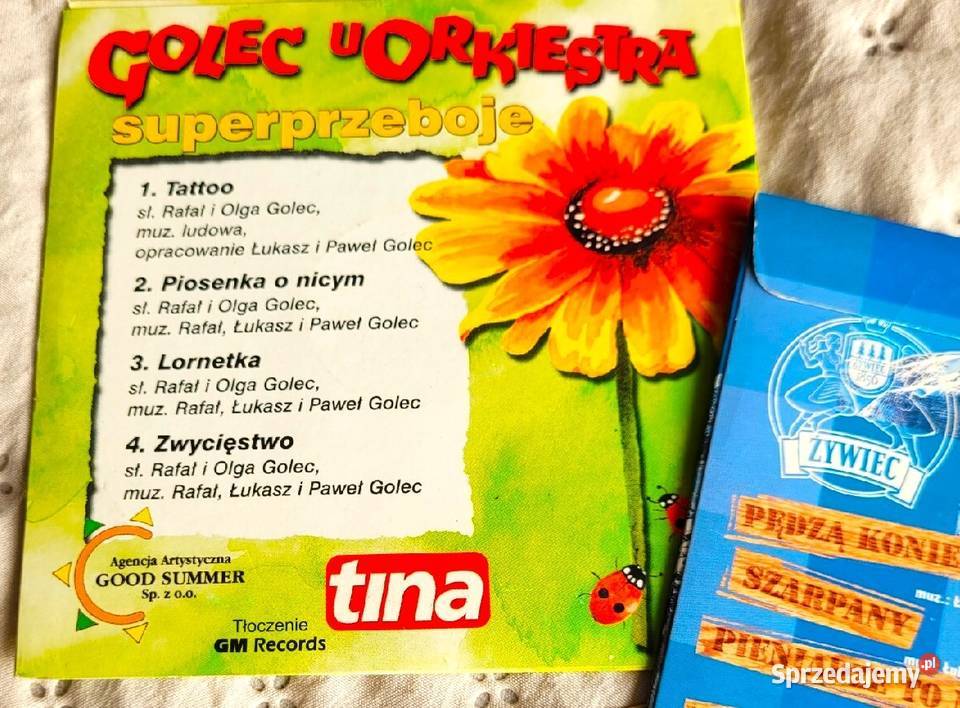 GOLEC UORKIESTRA
superprzeboje
1. Tattoo
sł. Rafał i Olga Golec,
muz. ludowa,
opracowanie Łukasz i Paweł Golec
2. Piosenka o nicym
sł. Rafał i Olga Golec,
muz. Rafał, Łukasz i Paweł Golec
3. Lornetka
sł. Rafał i Olga Golec,
muz. Rafał, Łukasz i Paweł Golec
4. Zwycięstwo
sł. Rafał i Olga Golec,
muz. Rafał, Łukasz i Paweł Golec
Agencja Artystyczna
GOOD SUMMER
Sp. z o.o.
tina
Tłoczenie
GM Records
ŻYWIEC
PĘDZĄ KONIE
muz.: Ł
SZARPANY
TO
Sprzedajemy.pl